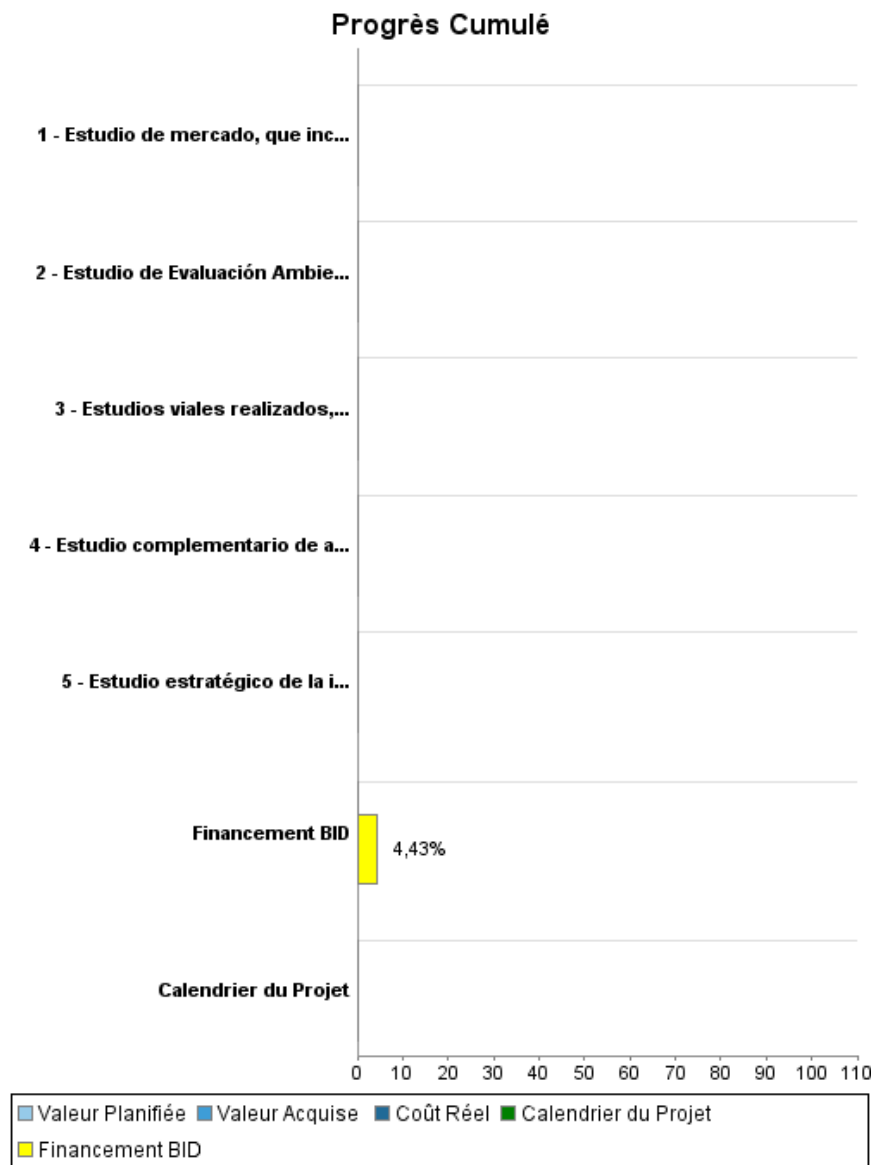 Progrès Cumulé
1 - Estudio de mercado, que inc...
2 - Estudio de Evaluación Ambie...
3 - Estudios viales realizados,...
4 - Estudio complementario de a...
5 - Estudio estratégico de la i...
Financement BID
4,43%
Calendrier du Projet
0 10 20 30 40 50 60 70 80 90 100 110
Valeur Planifiée Valeur Acquise Coût Réel Calendrier du Projet
Financement BID